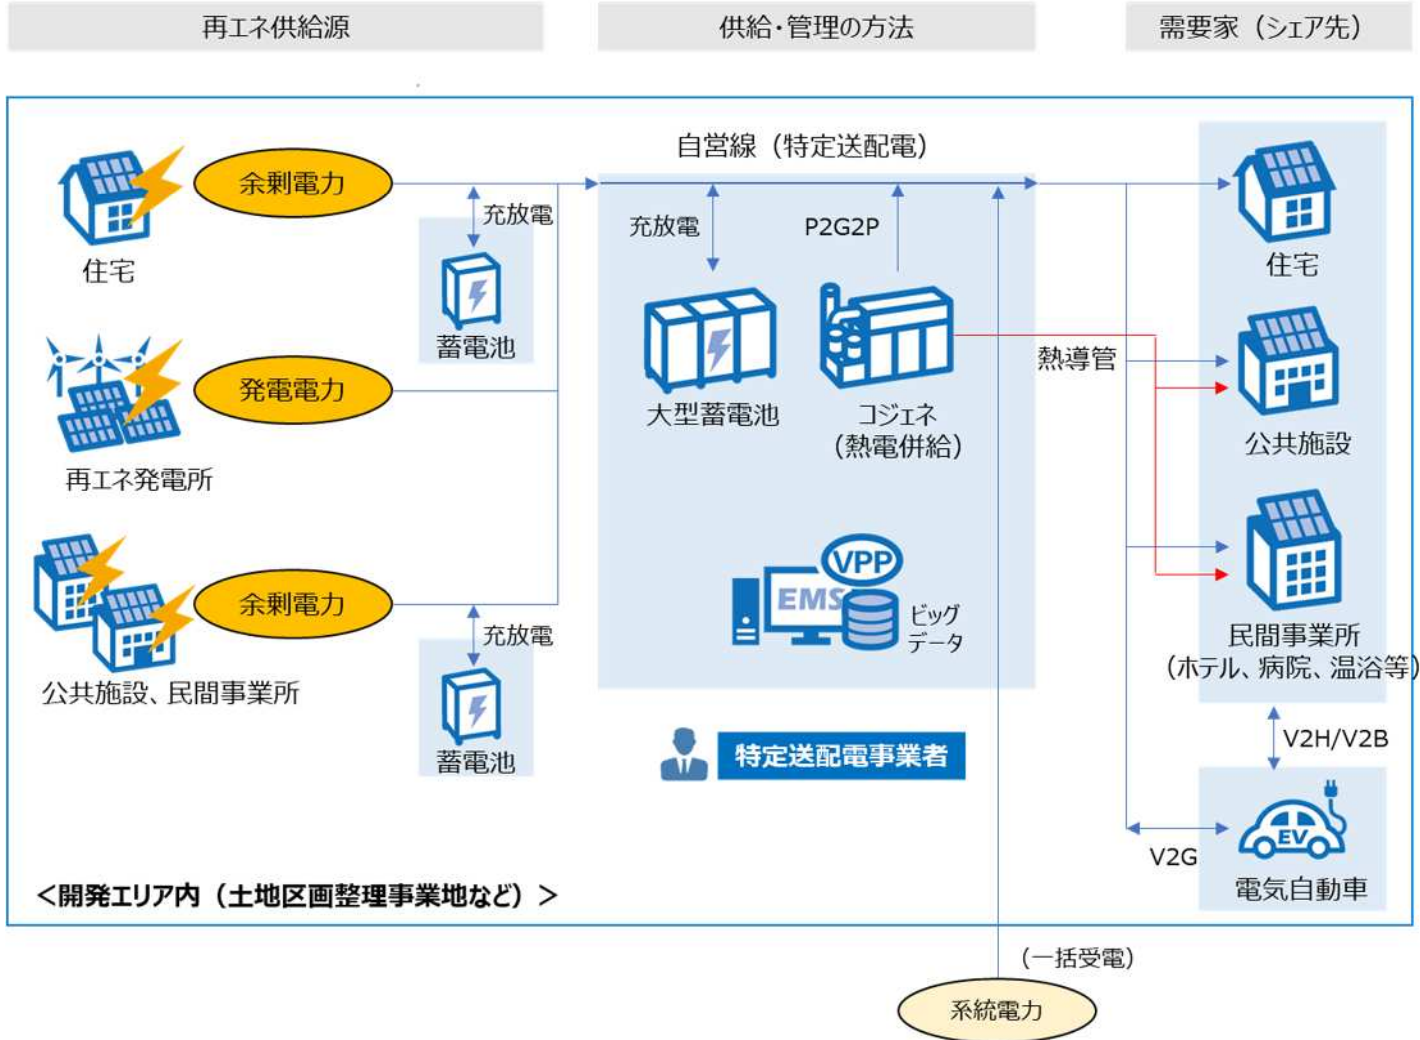 再エネ供給源
供給・管理の方法
需要家（シェア先）
自営線（特定送配電）
余剰電力
充放電
住宅
蓄電池
発電電力
再エネ発電所
余剰電力
充放電
公共施設、民間事業所
蓄電池
充放電
P2G2P
大型蓄電池
コジェネ
（熱電併給）
熱導管
VPP
EMS
ビッグ
データ
特定送配電事業者
住宅
公共施設
民間事業所
（ホテル、病院、温浴等）
V2H/V2B
EV
V2G
電気自動車
＜開発エリア内（土地区画整理事業地など）＞
（一括受電）
系統電力